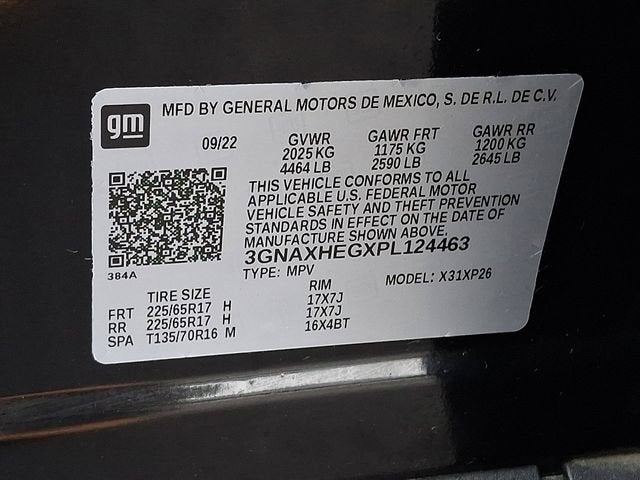 gm
MFD BY GENERAL MOTORS DE MEXICO, S. DE R.L. DE C.V.
09/22 GVWR GAWR FRT GAWR RR
2025 KG 1175 KG 1200 KG
4464 LB 2590 LB 2645 LB
THIS VEHICLE CONFORMS TO ALL
APPLICABLE U.S. FEDERAL MOTOR
VEHICLE SAFETY AND THEFT PREVENTION
STANDARDS IN EFFECT ON THE DATE OF
MANUFACTURE SHOWN ABOVE.
3GNAXHEGXPL124463
384A
TYPE: MPV MODEL: X31XP26
TIRE SIZE RIM
FRT 225/65R17 H 17X7J
RR 225/65R17 H 17X7J
SPA T135/70R16 M 16X4BT